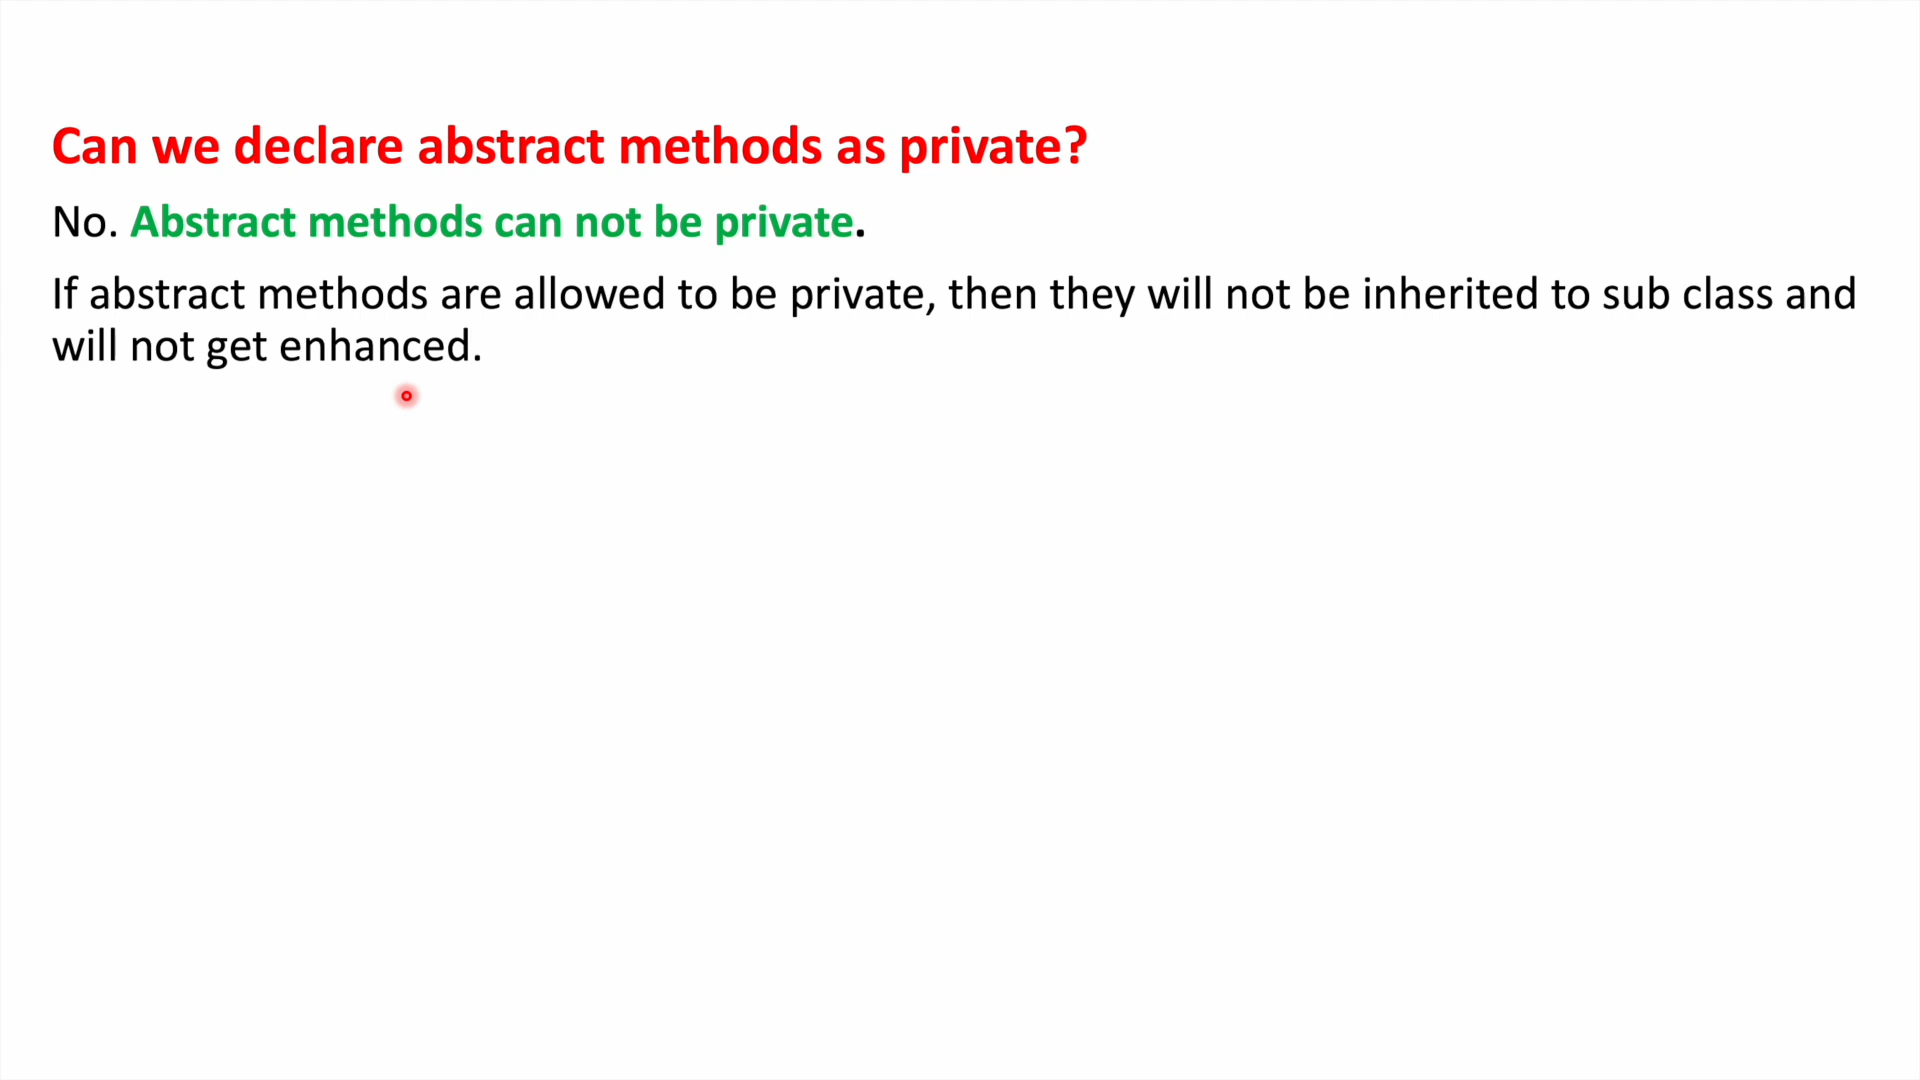 Can we declare abstract methods as private?
No. Abstract methods can not be private.
If abstract methods are allowed to be private, then they will not be inherited to sub class and
will not get enhanced.